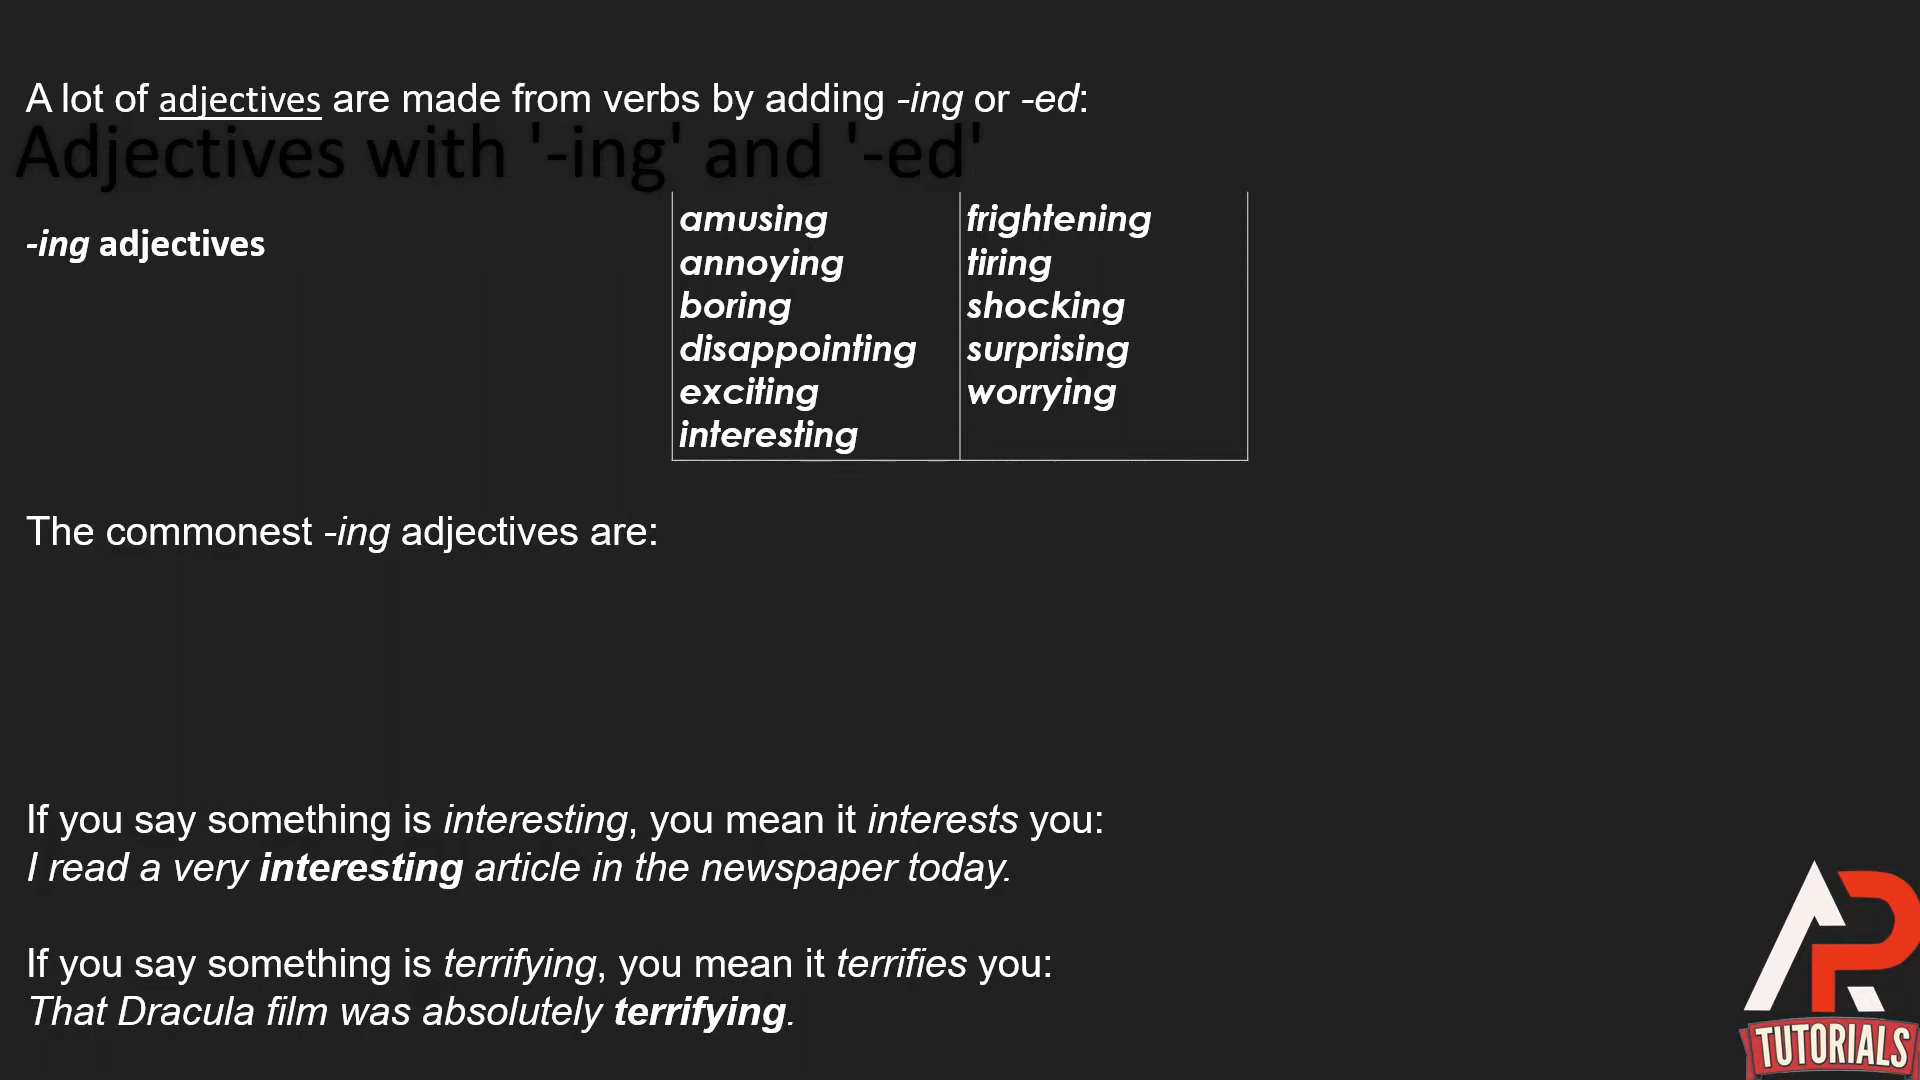 A lot of adjectives are made from verbs by adding -ing or -ed:
Adjectives with '-ing' and '-ed'
-ing adjectives
amusing
annoying
boring
disappointing
exciting
interesting
frightening
tiring
shocking
surprising
worrying
The commonest -ing adjectives are:
If you say something is interesting, you mean it interests you:
I read a very interesting article in the newspaper today.
If you say something is terrifying, you mean it terrifies you:
That Dracula film was absolutely terrifying.
AP
TUTORIALS